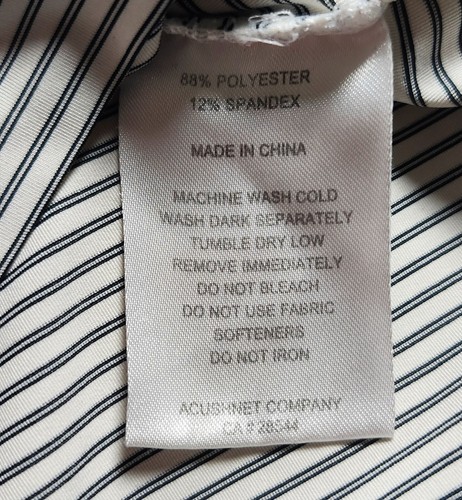 88% POLYESTER
12% SPANDEX
MADE IN CHINA
MACHINE WASH COLD
WASH DARK SEPARATELY
TUMBLE DRY LOW
REMOVE IMMEDIATELY
DO NOT BLEACH
DO NOT USE FABRIC
SOFTENERS
DO NOT IRON
ACUSHNET COMPANY
CA # 28544